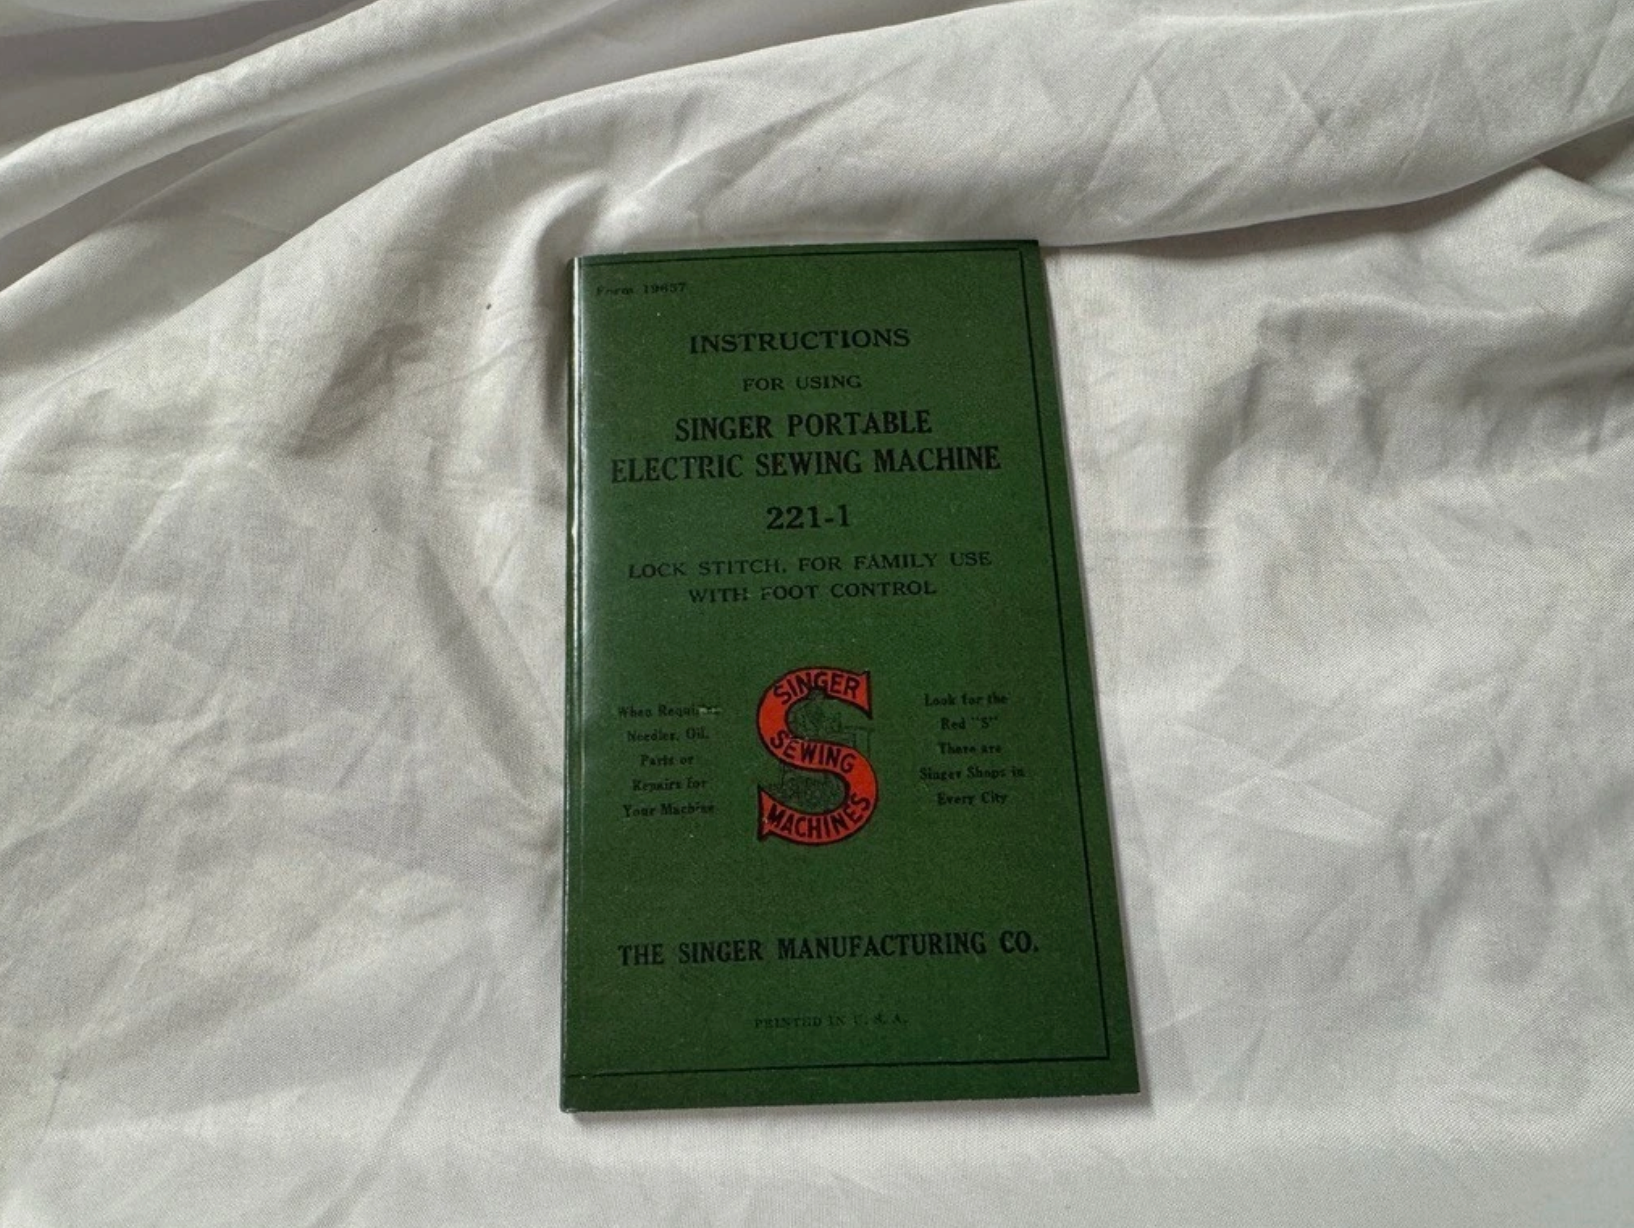 Form 19657
INSTRUCTIONS
FOR USING
SINGER PORTABLE
ELECTRIC SEWING MACHINE
221-1
LOCK STITCH, FOR FAMILY USE
WITH FOOT CONTROL
When Requiring
Needles, Oil,
Parts or
Repairs for
Your Machine
SINGER
SEWING
MACHINES
Look for the
Red "S"
There are
Singer Shops in
Every City
THE SINGER MANUFACTURING CO.
PRINTED IN U. S. A.